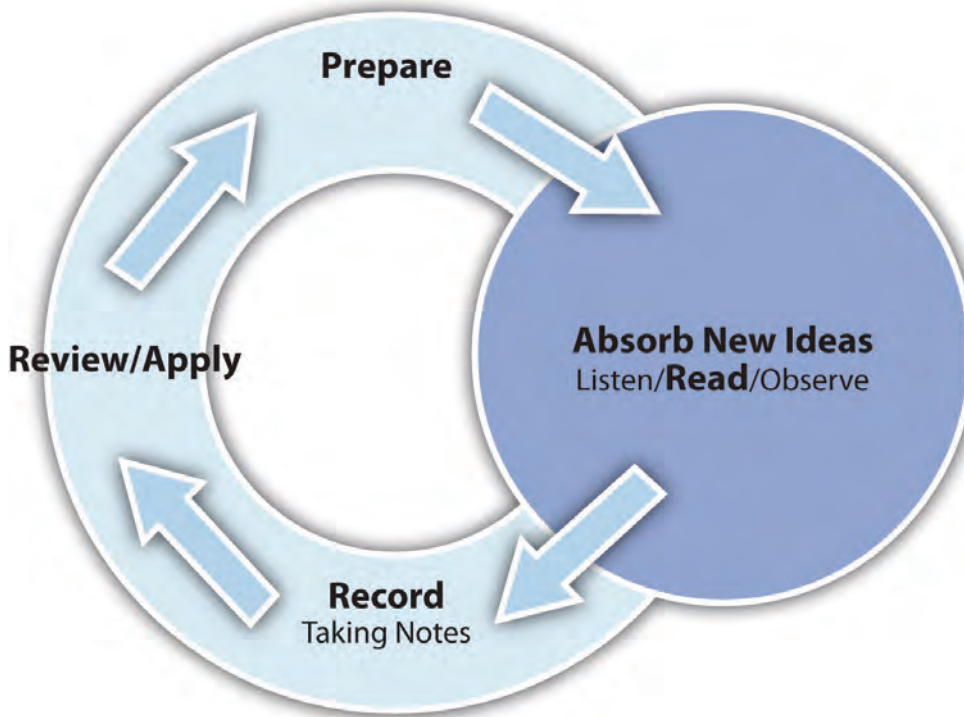 Prepare
Absorb New Ideas
Listen/Read/Observe
Record
Taking Notes
Review/Apply